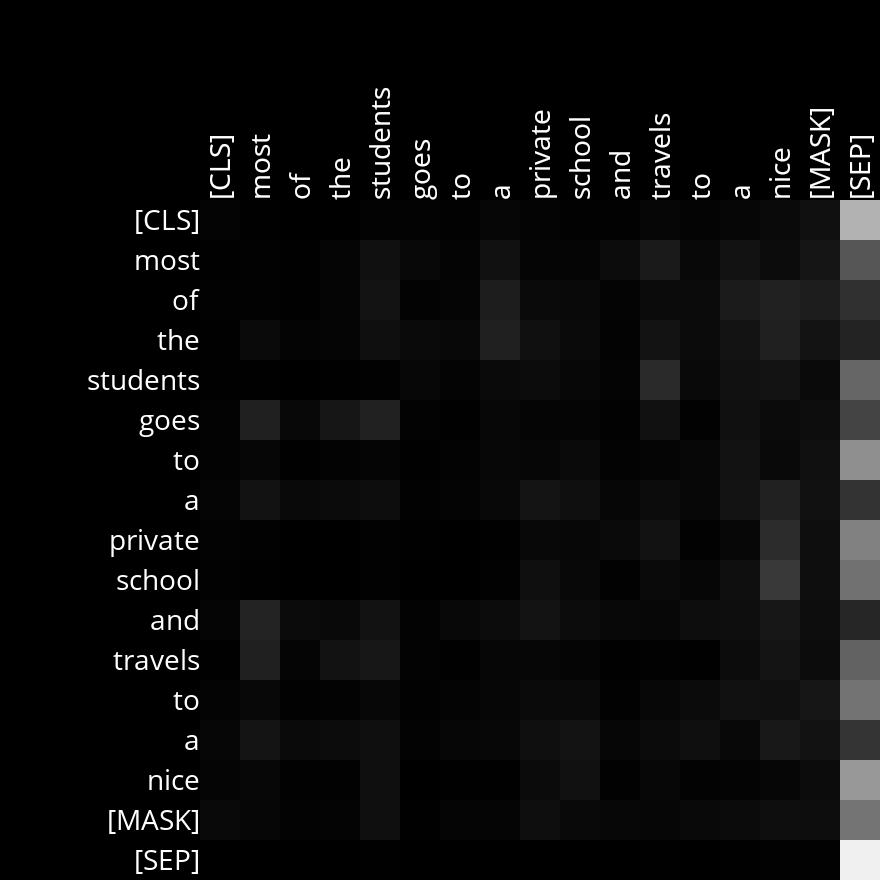 [CLS] most of the students goes to a private school and travels to a nice [MASK] [SEP]
[CLS]
most
of
the
students
goes
to
a
private
school
and
travels
to
a
nice
[MASK]
[SEP]